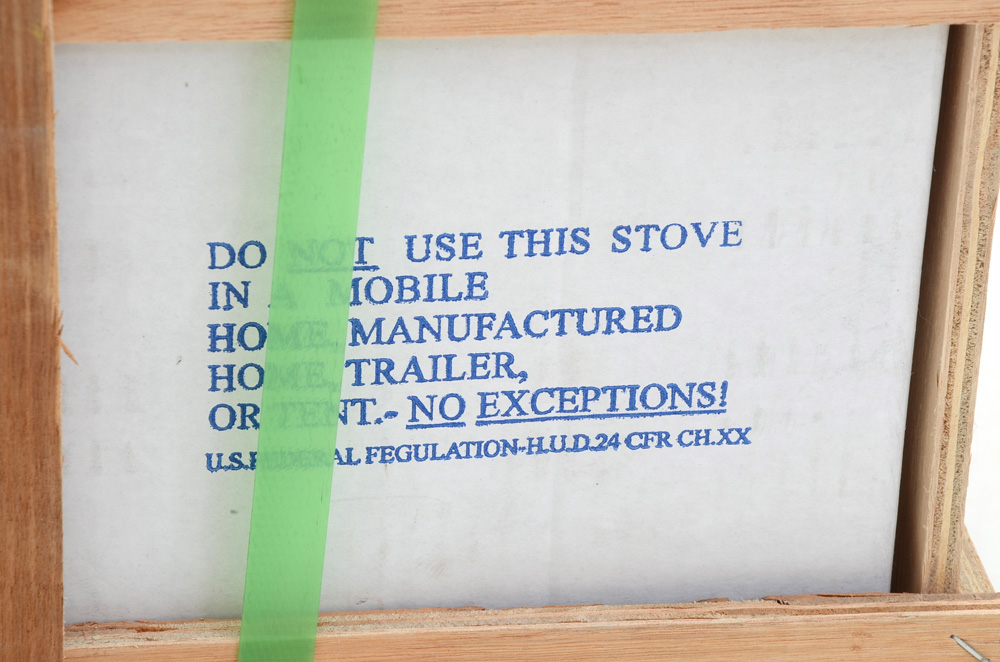 DO NOT USE THIS STOVE
IN A MOBILE
HOME, MANUFACTURED
HOME, TRAILER,
OR TENT.- NO EXCEPTIONS!
U.S.FEDERAL FEGULATION-H.U.D.24 CFR CH.XX